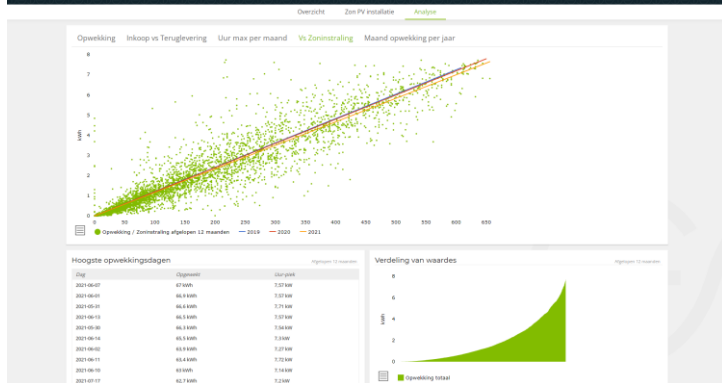 Overzicht Zon PV installatie Analyse
Opwekking Inkoop vs Teruglevering Uur max per maand Vs Zoninstraling Maand opwekking per jaar
8
7
6
5
4
3
2
1
0
kWh
0 50 100 150 200 250 300 350 400 450 500 550 600 650
Opwekking / Zoninstraling afgelopen 12 maanden 2019 2020 2021
Hoogste opwekkingsdagen Afgelopen 12 maanden
Dag Opgewekt Uur-piek
2021-06-07 67 kWh 7.57 kW
2021-06-01 66,9 kWh 7.57 kW
2021-05-31 66,6 kWh 7.71 kW
2021-06-13 66,5 kWh 7.57 kW
2021-05-30 66,3 kWh 7.56 kW
2021-06-14 65,5 kWh 7.3 kW
2021-06-02 63,9 kWh 7.27 kW
2021-06-11 63.4 kWh 7.72 kW
2021-06-10 63 kWh 7.14 kW
2021-07-17 62.7 kWh 7.2 kW
Verdeling van waardes Afgelopen 12 maanden
8
6
4
2
0
kWh
Opwekking totaal